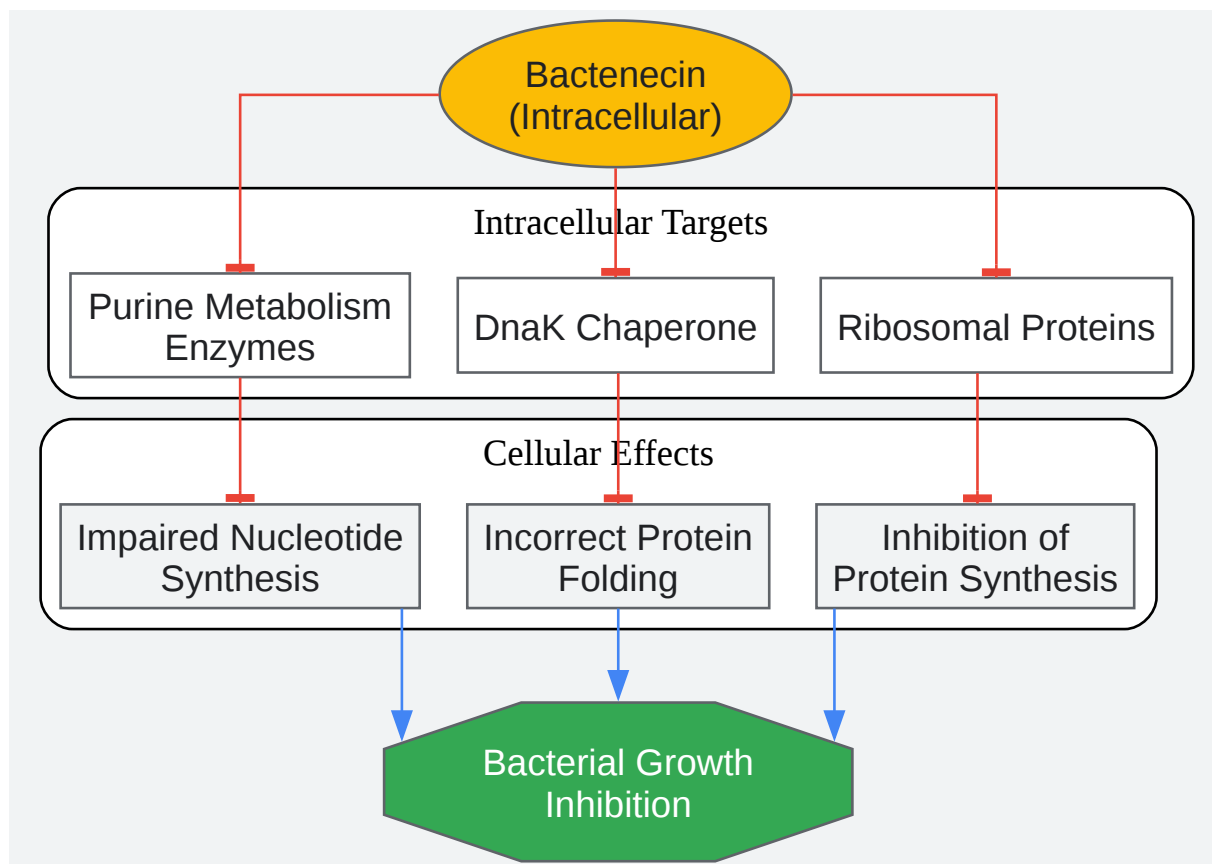 Bactenecin
(Intracellular)
Intracellular Targets
Purine Metabolism
Enzymes
DnaK Chaperone
Ribosomal Proteins
Cellular Effects
Impaired Nucleotide
Synthesis
Incorrect Protein
Folding
Inhibition of
Protein Synthesis
Bacterial Growth
Inhibition